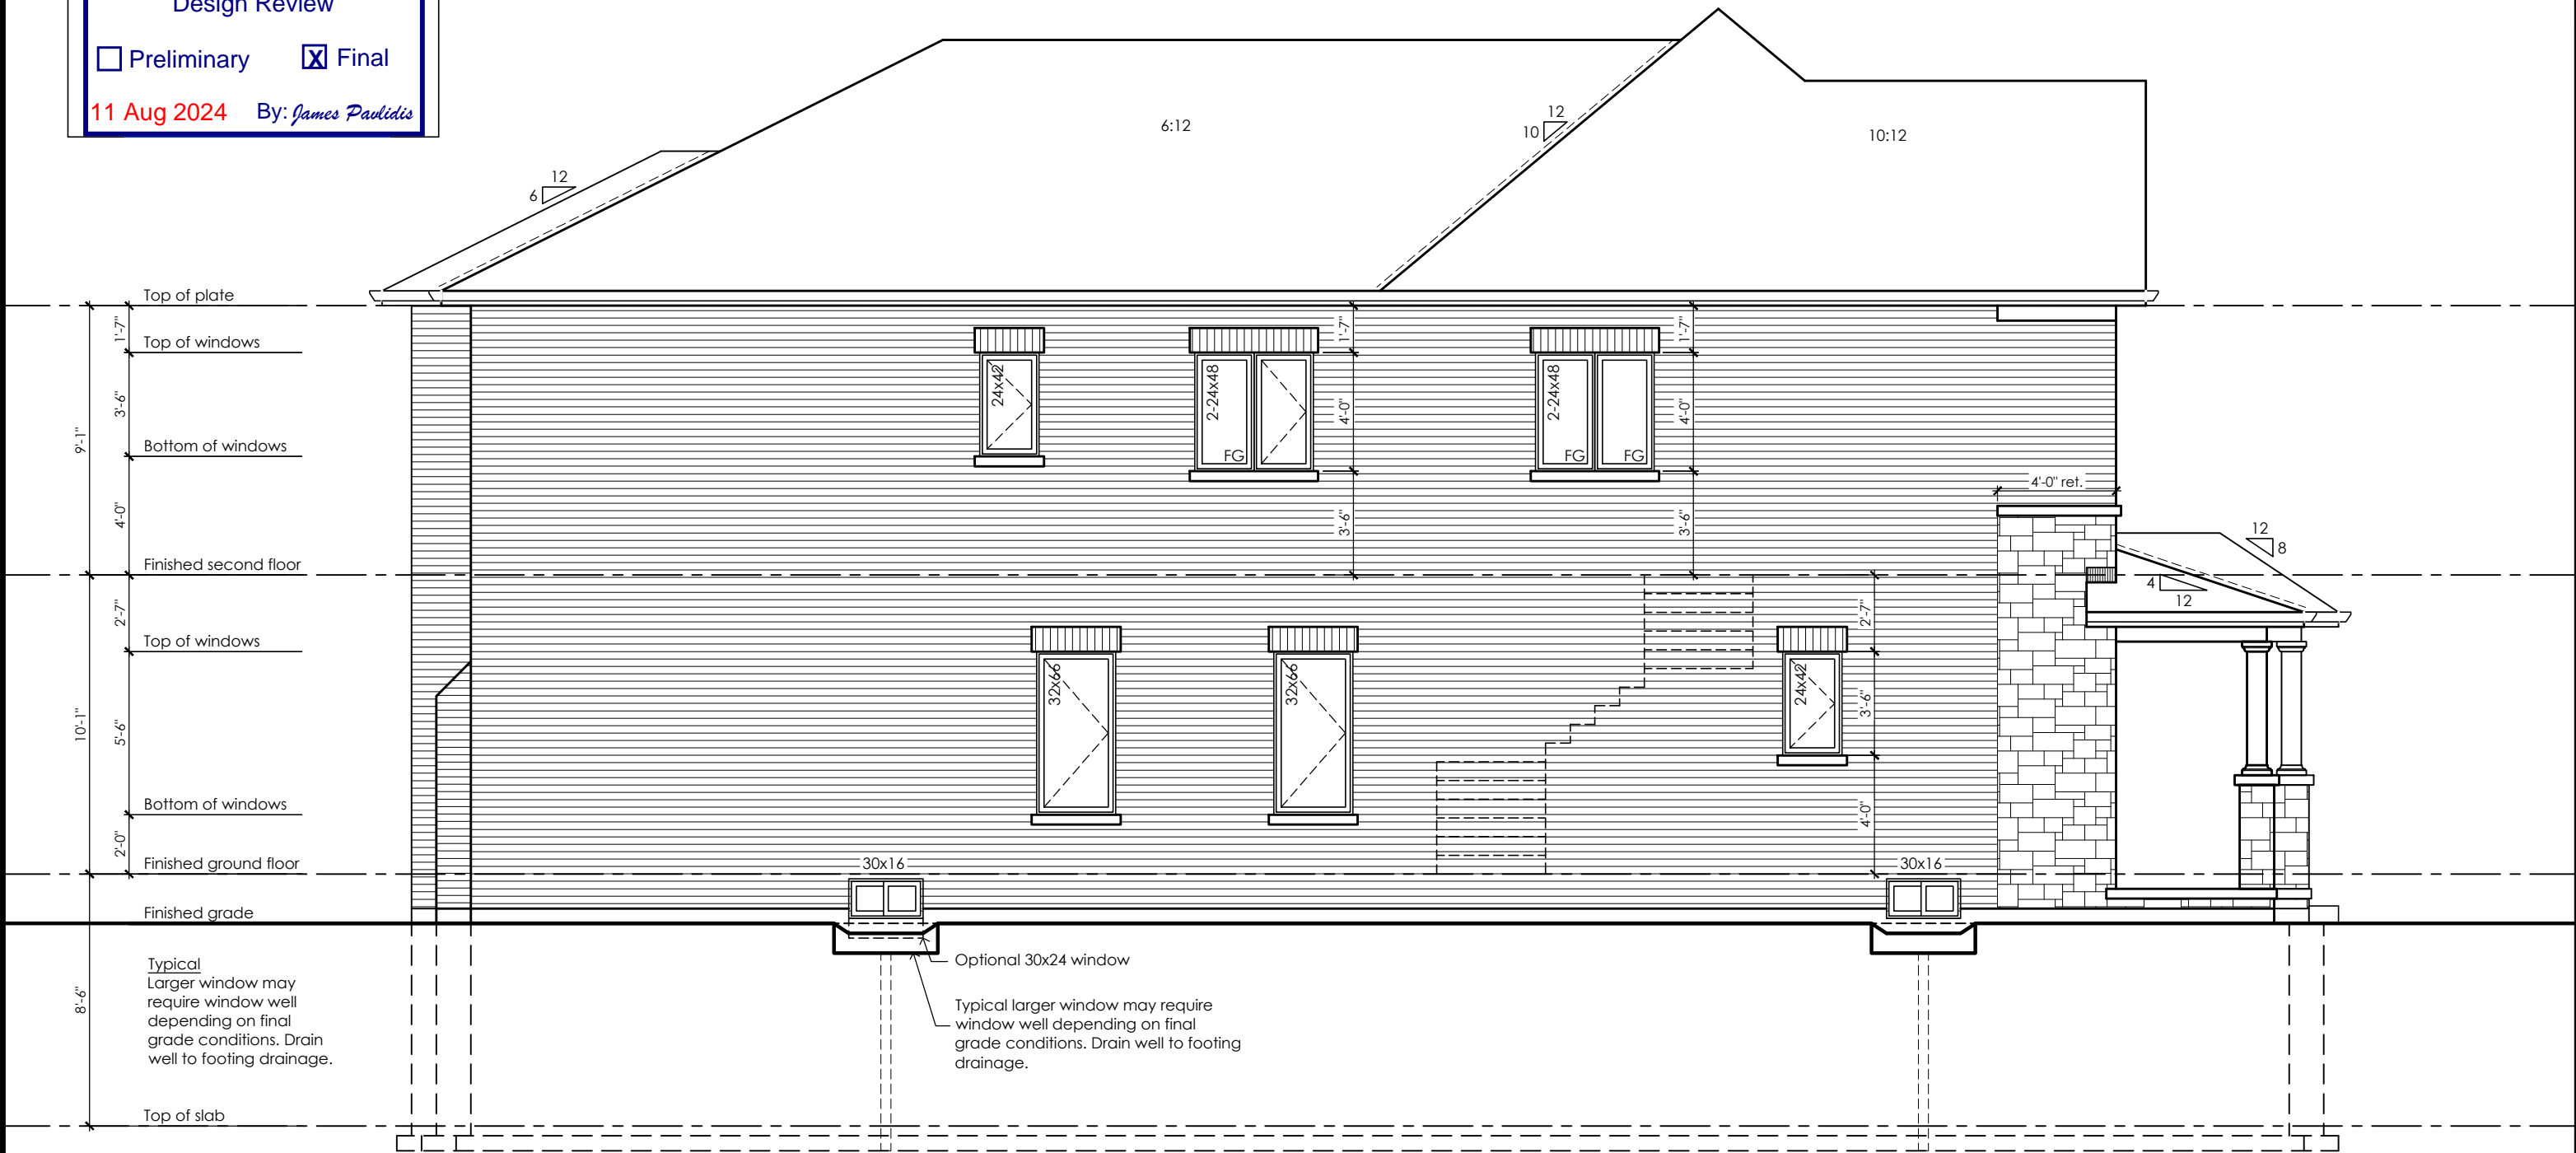 Design Review
Preliminary
X Final
11 Aug 2024 By: James Pavlidis
6:12
12
10
10:12
12
6
Top of plate
1'-7"
Top of windows
3'-6"
9'-1"
Bottom of windows
4'-0"
Finished second floor
2'-7"
Top of windows
10'-1"
5'-6"
Bottom of windows
2'-0"
Finished ground floor
Finished grade
8'-6"
Top of slab
24x42
2-24x48
FG
1'-7"
4'-0"
3'-6"
2-24x48
FG
FG
1'-7"
4'-0"
3'-6"
4'-0" ret.
12
8
4
12
32x66
32x66
24x42
2'-7"
3'-6"
4'-0"
30x16
30x16
Typical
Larger window may
require window well
depending on final
grade conditions. Drain
well to footing drainage.
Optional 30x24 window
Typical larger window may require
window well depending on final
grade conditions. Drain well to footing
drainage.